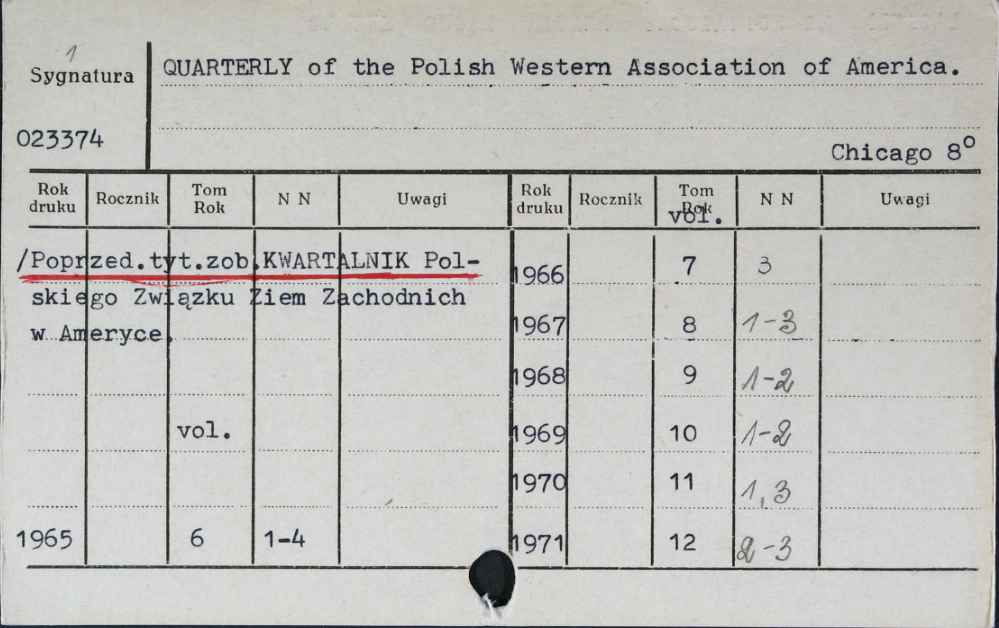 1
Sygnatura
QUARTERLY of the Polish Western Association of America.
023374
Chicago 8°
Rok druku Rocznik Tom Rok N N Uwagi Rok druku Rocznik Tom Rok vol. N N Uwagi
/Poprzed.tyt.zob.KWARTALNIK Pol-
skiego Związku Ziem Zachodnich
w Ameryce.
vol.
1965 6 1-4
1966 7 3
1967 8 1-3
1968 9 1-2
1969 10 1-2
1970 11 1,3
1971 12 2-3